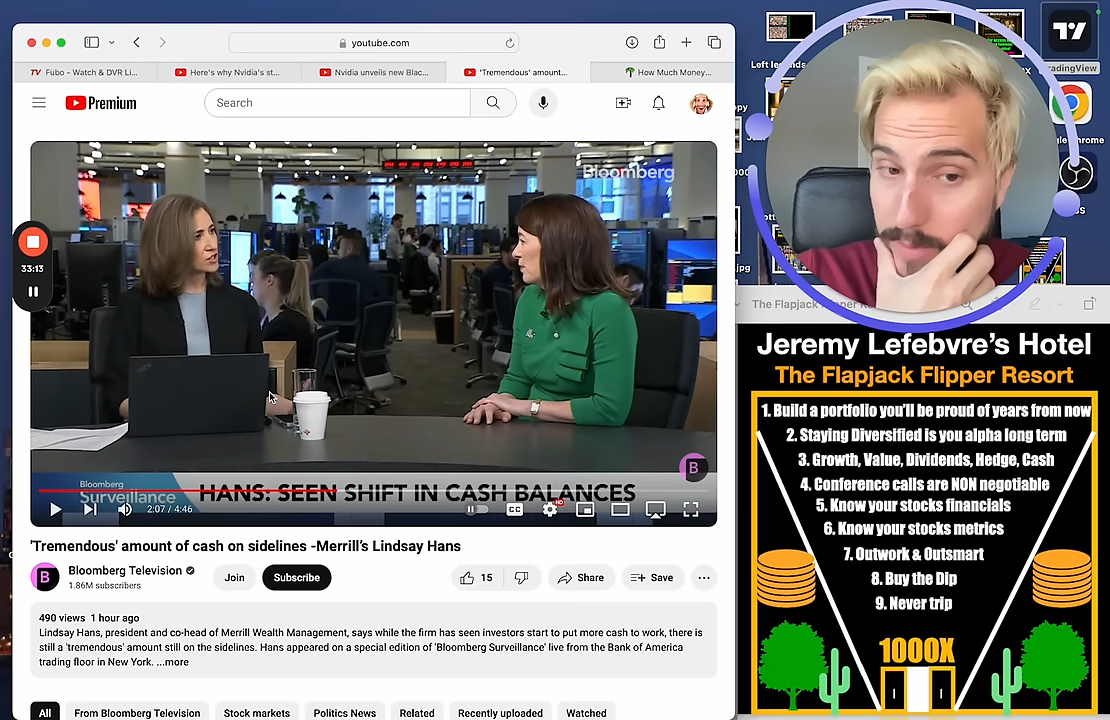 youtube.com
TV Fubo - Watch & DVR Li...
Here's why Nvidia's st...
Nvidia unveils new Blac...
'Tremendous' amount...
How Much Money...
Premium
Search
Bloomberg
33:13
B
Bloomberg
Surveillance
HANS: SEEN SHIFT IN CASH BALANCES
2:07 / 4:46
CC
HD
'Tremendous' amount of cash on sidelines -Merrill's Lindsay Hans
B
Bloomberg Television
1.86M subscribers
Join
Subscribe
15
Share
Save
490 views 1 hour ago
Lindsay Hans, president and co-head of Merrill Wealth Management, says while the firm has seen investors start to put more cash to work, there is
still a 'tremendous' amount still on the sidelines. Hans appeared on a special edition of 'Bloomberg Surveillance' live from the Bank of America
trading floor in New York. ...more
All
From Bloomberg Television
Stock markets
Politics News
Related
Recently uploaded
Watched
TradingView
The Flapjack Flipper R
Jeremy Lefebvre's Hotel
The Flapjack Flipper Resort
1. Build a portfolio you'll be proud of years from now
2. Staying Diversified is you alpha long term
3. Growth, Value, Dividends, Hedge, Cash
4. Conference calls are NON negotiable
5. Know your stocks financials
6. Know your stocks metrics
7. Outwork & Outsmart
8. Buy the Dip
9. Never trip
1000X